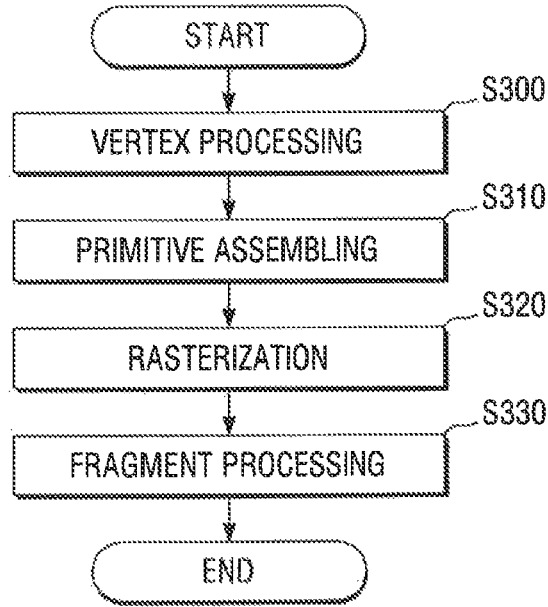 START
S300
VERTEX PROCESSING
S310
PRIMITIVE ASSEMBLING
S320
RASTERIZATION
S330
FRAGMENT PROCESSING
END